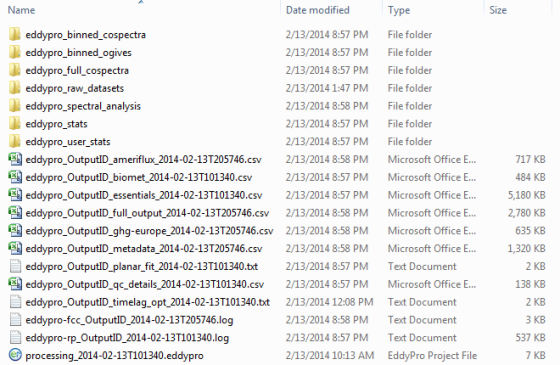 Name Date modified Type Size
eddypro_binned_cospectra 2/13/2014 8:57 PM File folder
eddypro_binned_ogives 2/13/2014 8:57 PM File folder
eddypro_full_cospectra 2/13/2014 8:57 PM File folder
eddypro_raw_datasets 2/13/2014 1:47 PM File folder
eddypro_spectral_analysis 2/13/2014 8:58 PM File folder
eddypro_stats 2/13/2014 8:57 PM File folder
eddypro_user_stats 2/13/2014 8:57 PM File folder
eddypro_OutputID_ameriflux_2014-02-13T205746.csv 2/13/2014 8:58 PM Microsoft Office E... 717 KB
eddypro_OutputID_biomet_2014-02-13T101340.csv 2/13/2014 8:57 PM Microsoft Office E... 484 KB
eddypro_OutputID_essentials_2014-02-13T101340.csv 2/13/2014 8:57 PM Microsoft Office E... 5,180 KB
eddypro_OutputID_full_output_2014-02-13T205746.csv 2/13/2014 8:58 PM Microsoft Office E... 2,780 KB
eddypro_OutputID_ghg-europe_2014-02-13T205746.csv 2/13/2014 8:58 PM Microsoft Office E... 635 KB
eddypro_OutputID_metadata_2014-02-13T205746.csv 2/13/2014 8:58 PM Microsoft Office E... 1,320 KB
eddypro_OutputID_planar_fit_2014-02-13T101340.txt 2/13/2014 8:57 PM Text Document 2 KB
eddypro_OutputID_qc_details_2014-02-13T101340.csv 2/13/2014 8:57 PM Microsoft Office E... 138 KB
eddypro_OutputID_timelag_opt_2014-02-13T101340.txt 2/13/2014 12:08 PM Text Document 2 KB
eddypro-fcc_OutputID_2014-02-13T205746.log 2/13/2014 8:58 PM Text Document 3 KB
eddypro-rp_OutputID_2014-02-13T101340.log 2/13/2014 8:57 PM Text Document 537 KB
processing_2014-02-13T101340.eddypro 2/13/2014 10:13 AM EddyPro Project File 7 KB